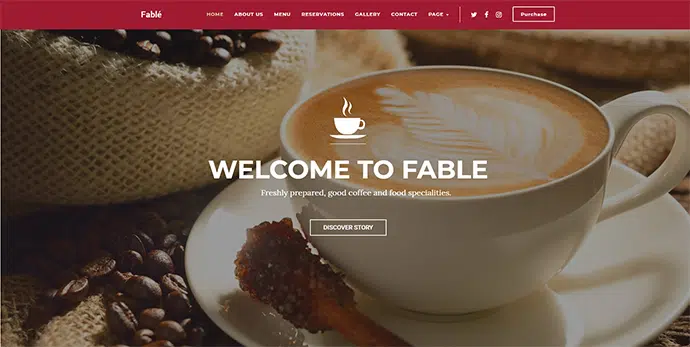 Fablé
HOME ABOUT US MENU RESERVATIONS GALLERY CONTACT PAGE
Purchase
WELCOME TO FABLE
Freshly prepared, good coffee and food specialities.
DISCOVER STORY